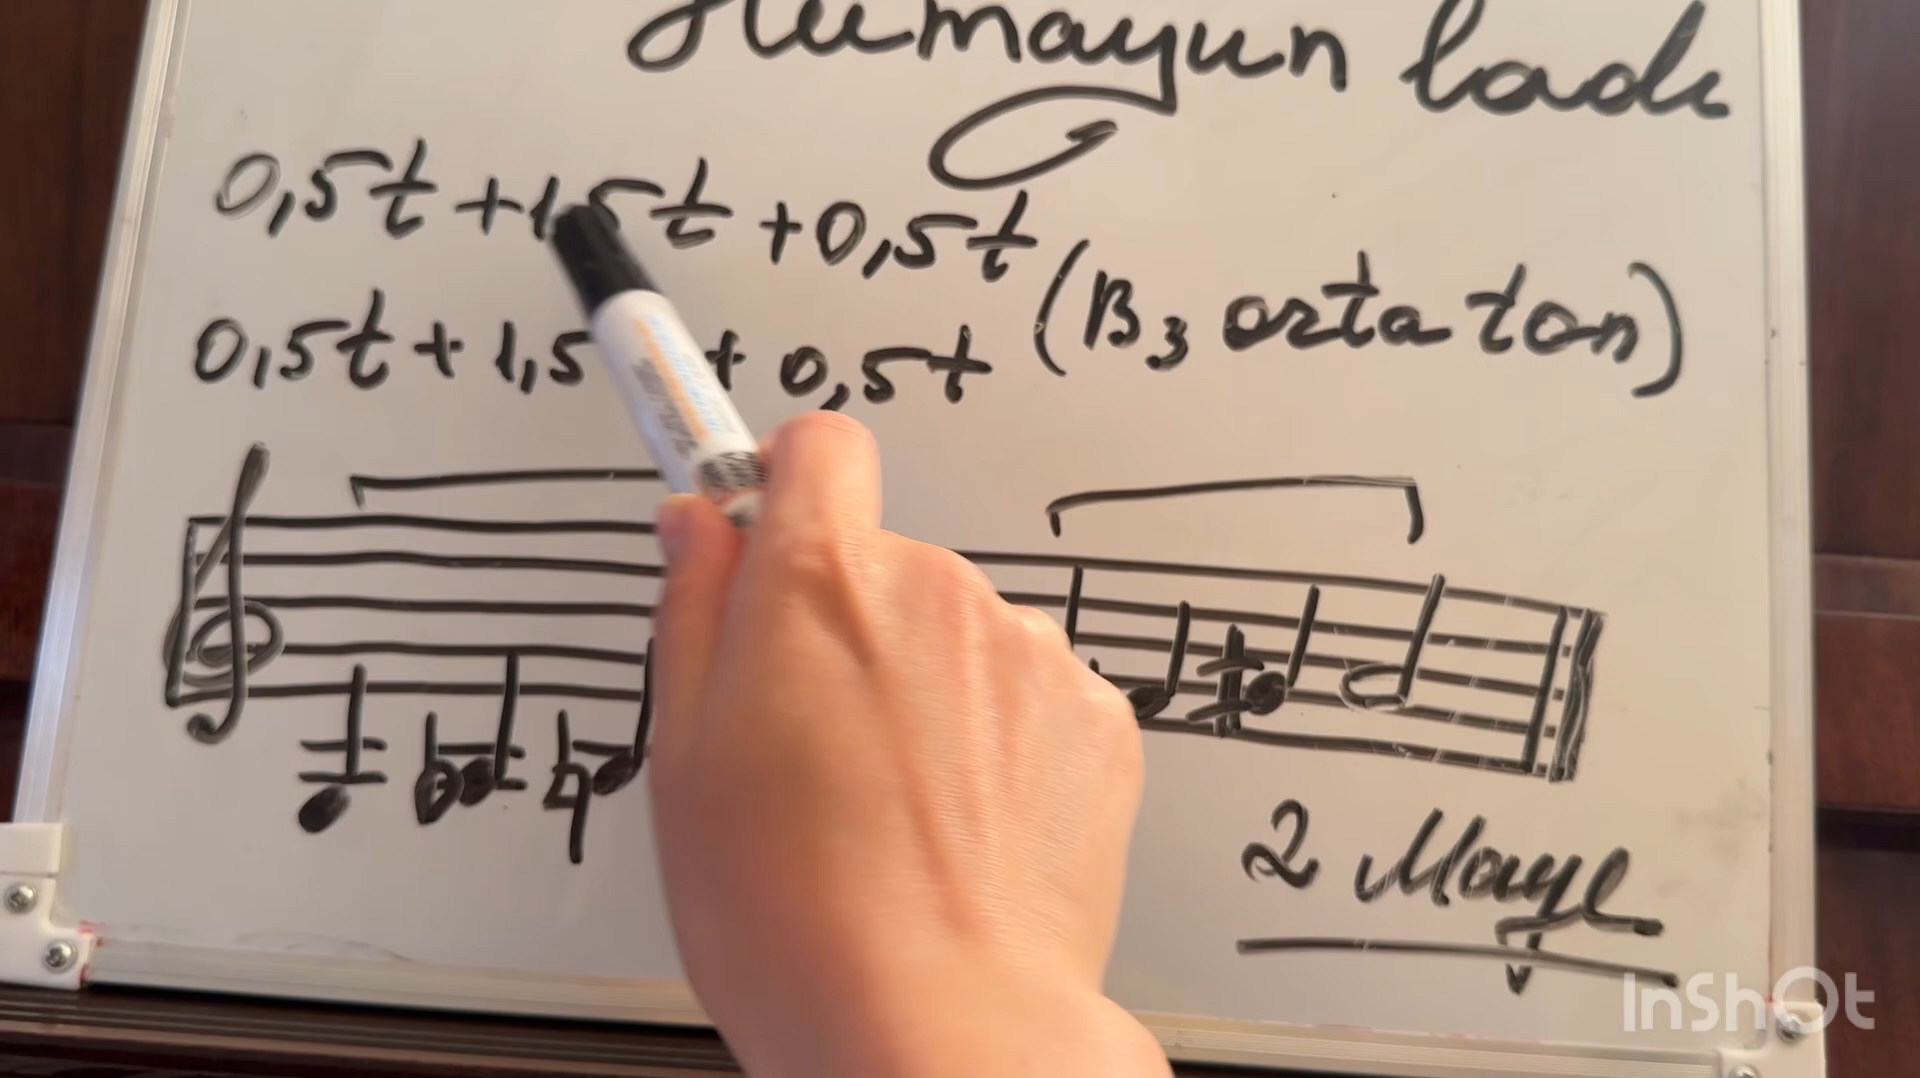 Humayun ladı
0,5t + 1,5t + 0,5t
0,5t + 1,5 + 0,5t (B3 orta ton)
2 Maye
InShOt